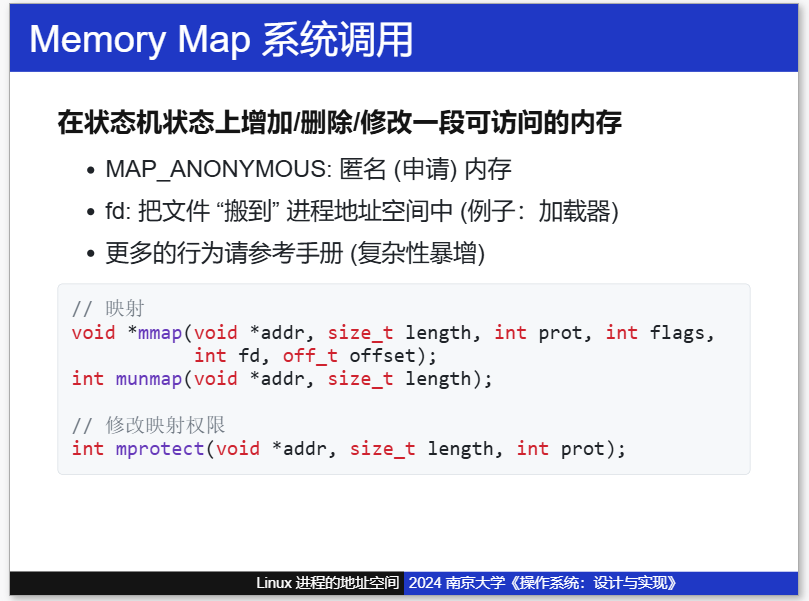 Memory Map 系统调用
在状态机状态上增加/删除/修改一段可访问的内存
• MAP_ANONYMOUS: 匿名 (申请) 内存
• fd: 把文件 “搬到” 进程地址空间中 (例子：加载器)
• 更多的行为请参考手册 (复杂性暴增)
// 映射
void *mmap(void *addr, size_t length, int prot, int flags,
           int fd, off_t offset);
int munmap(void *addr, size_t length);
// 修改映射权限
int mprotect(void *addr, size_t length, int prot);
Linux 进程的地址空间 2024 南京大学《操作系统：设计与实现》